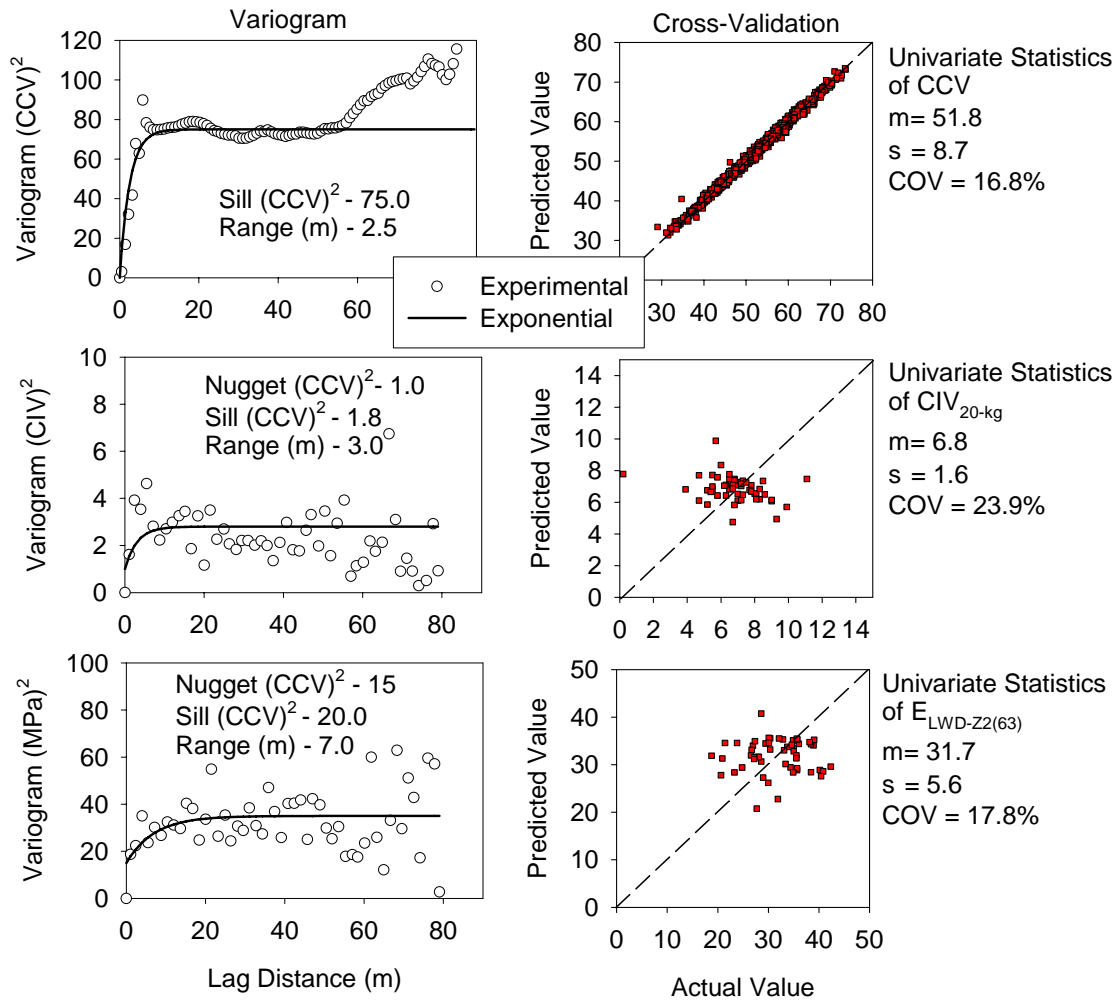 Variogram
Variogram (CCV)²
120
100
80
60
40
20
0
Sill (CCV)² - 75.0
Range (m) - 2.5
0 20 40 60
Cross-Validation
Predicted Value
80
70
60
50
40
30
30 40 50 60 70 80
Univariate Statistics
of CCV
m= 51.8
s = 8.7
COV = 16.8%
Experimental
Exponential
Variogram (CIV)²
10
8
6
4
2
0
Nugget (CCV)² - 1.0
Sill (CCV)² - 1.8
Range (m) - 3.0
0 20 40 60 80
Predicted Value
14
12
10
8
6
4
2
0
0 2 4 6 8 10 12 14
Univariate Statistics
of CIV20-kg
m= 6.8
s = 1.6
COV = 23.9%
Variogram (MPa)²
100
80
60
40
20
0
Nugget (CCV)² - 15
Sill (CCV)² - 20.0
Range (m) - 7.0
0 20 40 60 80
Lag Distance (m)
Predicted Value
50
40
30
20
10
0
0 10 20 30 40 50
Actual Value
Univariate Statistics
of ELWD-Z2(63)
m= 31.7
s = 5.6
COV = 17.8%